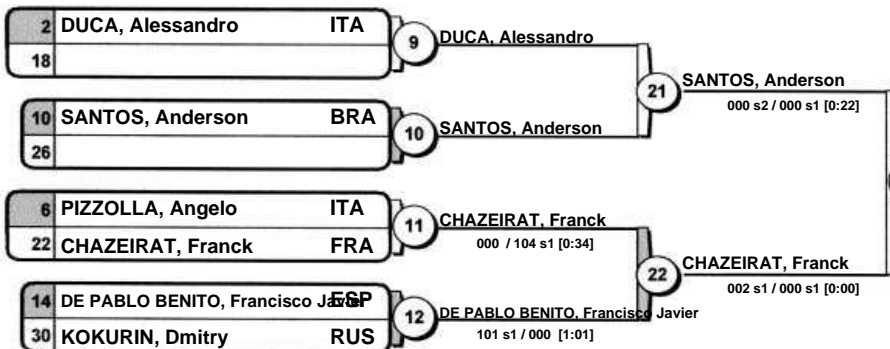 2 DUCA, Alessandro ITA
18
9
DUCA, Alessandro
10 SANTOS, Anderson BRA
26
10
SANTOS, Anderson
21
SANTOS, Anderson
000 s2 / 000 s1 [0:22]
6 PIZZOLLA, Angelo ITA
22 CHAZEIRAT, Franck FRA
11
CHAZEIRAT, Franck
000 / 104 s1 [0:34]
14 DE PABLO BENITO, Francisco Javier ESP
30 KOKURIN, Dmitry RUS
12
DE PABLO BENITO, Francisco Javier
101 s1 / 000 [1:01]
22
CHAZEIRAT, Franck
002 s1 / 000 s1 [0:00]